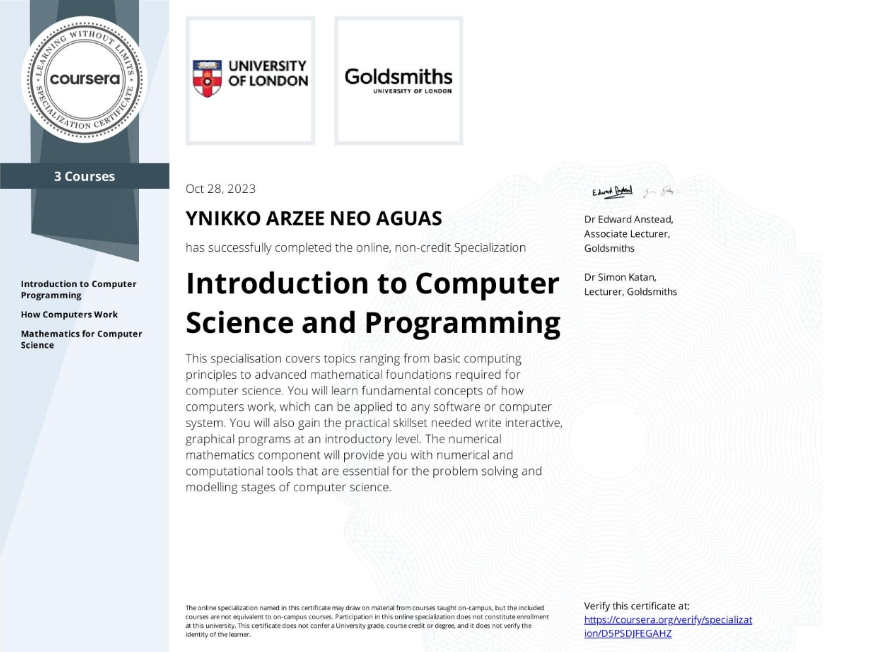 LEARNING WITHOUT LIMITS
coursera
SPECIALIZATION CERTIFICATE
UNIVERSITY
OF LONDON
Goldsmiths
UNIVERSITY OF LONDON
3 Courses
Introduction to Computer
Programming
How Computers Work
Mathematics for Computer
Science
Oct 28, 2023
YNIKKO ARZEE NEO AGUAS
has successfully completed the online, non-credit Specialization
Introduction to Computer
Science and Programming
This specialisation covers topics ranging from basic computing
principles to advanced mathematical foundations required for
computer science. You will learn fundamental concepts of how
computers work, which can be applied to any software or computer
system. You will also gain the practical skillset needed write interactive,
graphical programs at an introductory level. The numerical
mathematics component will provide you with numerical and
computational tools that are essential for the problem solving and
modelling stages of computer science.
Dr Edward Anstead,
Associate Lecturer,
Goldsmiths
Dr Simon Katan,
Lecturer, Goldsmiths
The online specialization named in this certificate may draw on material from courses taught on-campus, but the included
courses are not equivalent to on-campus courses. Participation in this online specialization does not constitute enrollment
at this university. This certificate does not confer a University grade, course credit or degree, and it does not verify the
identity of the learner.
Verify this certificate at:
https://coursera.org/verify/specializat
ion/D5PSDJFEGAHZ